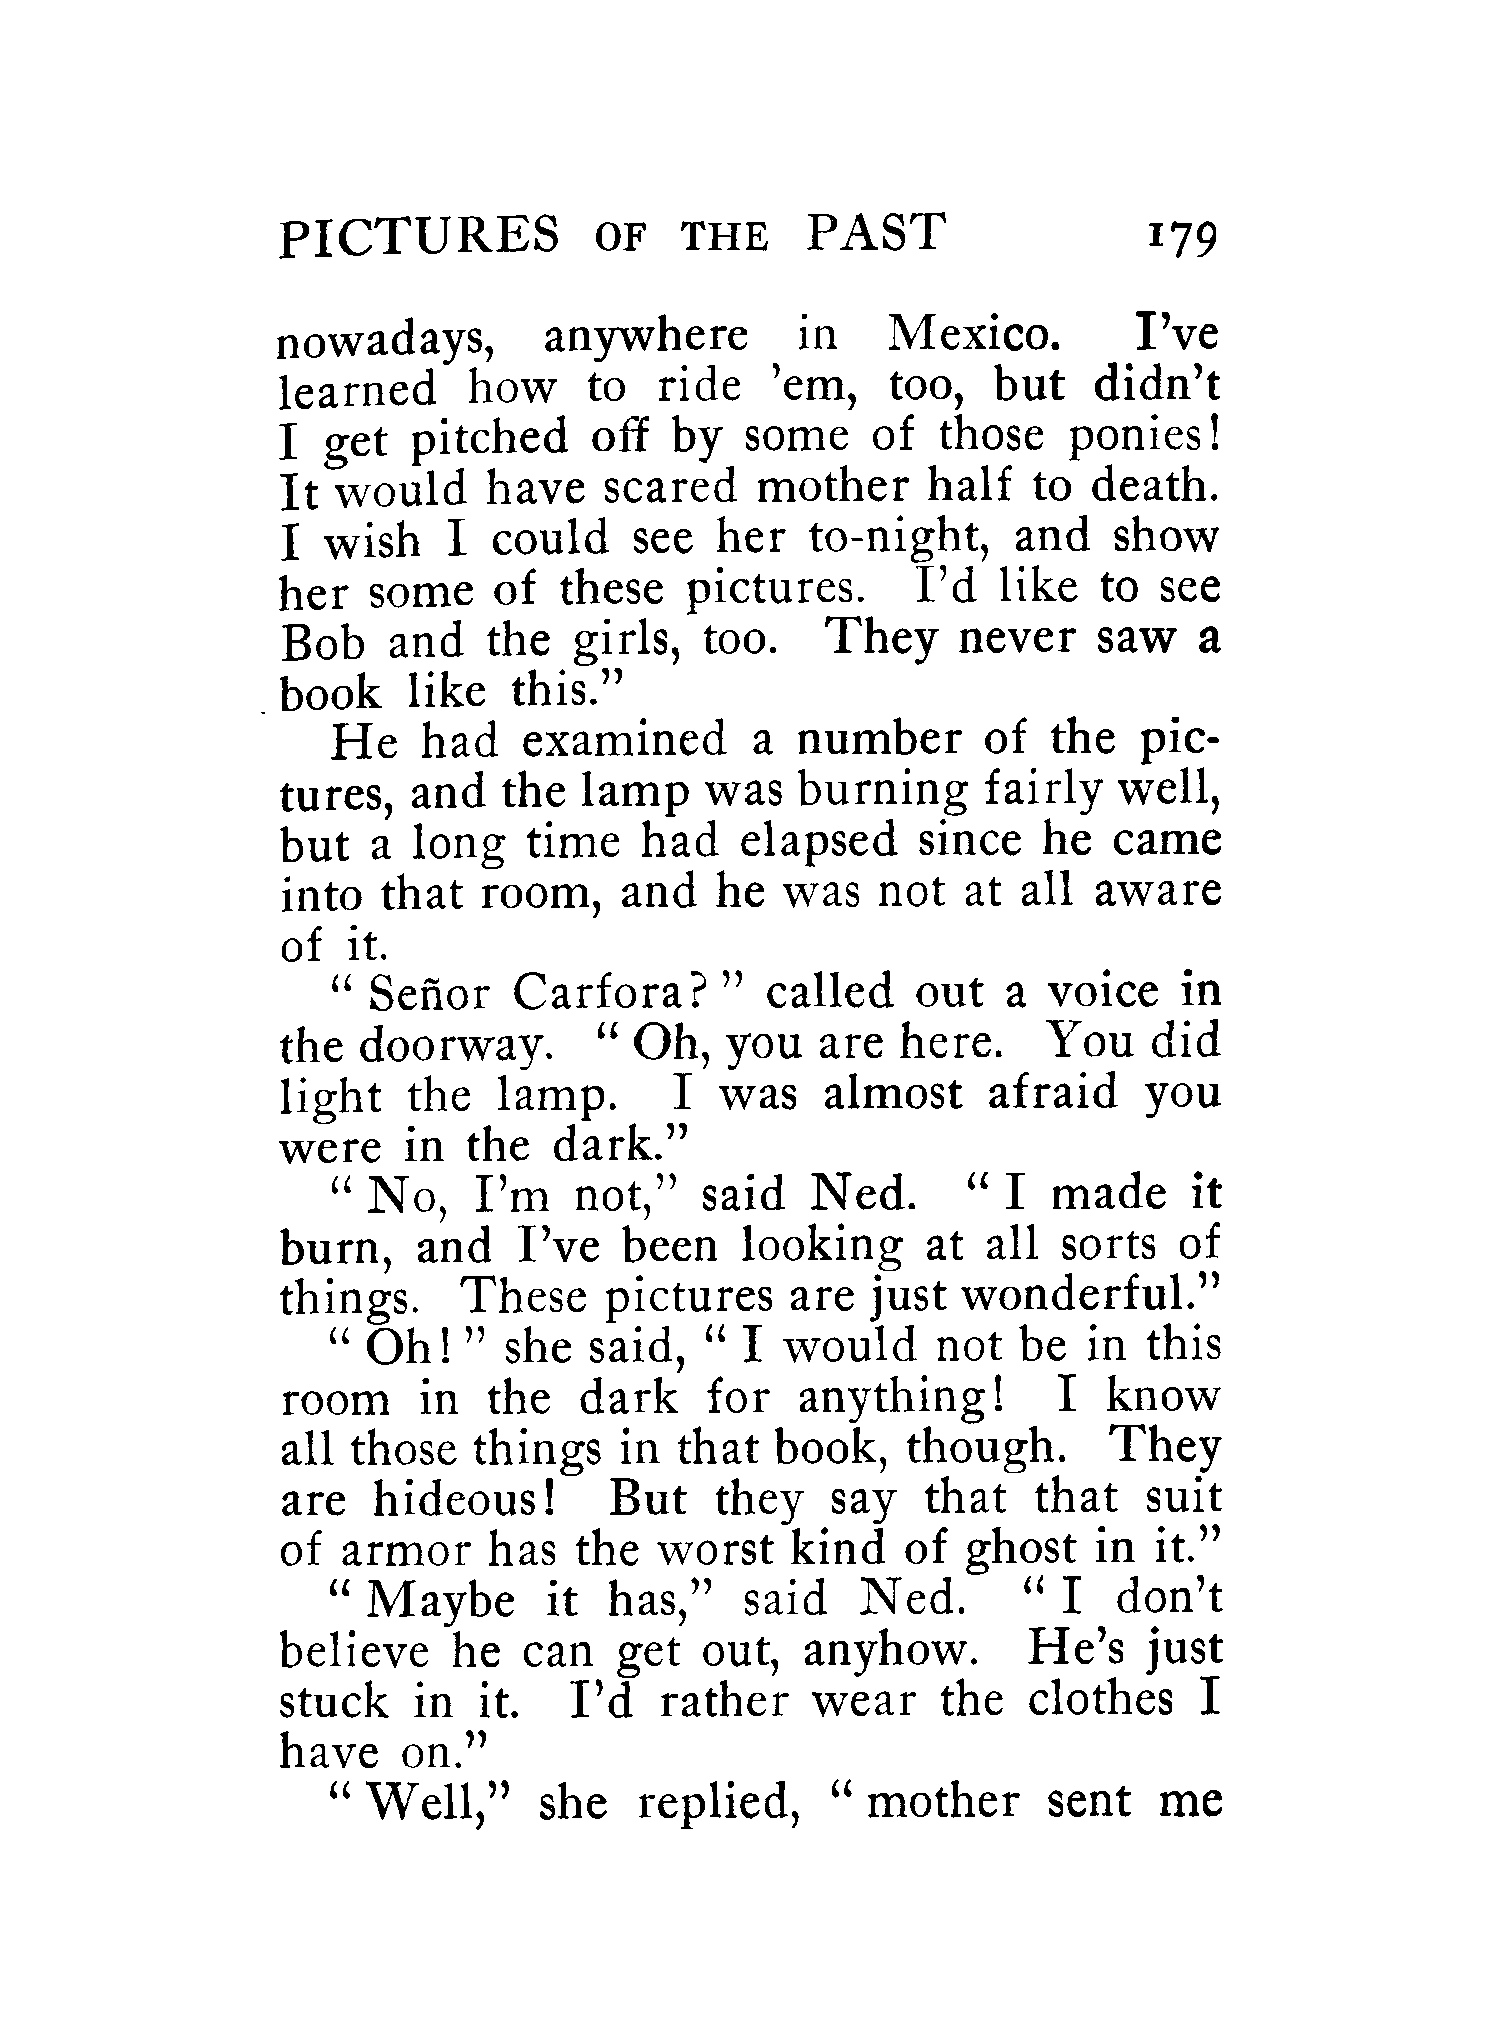 PICTURES OF THE PAST 179
nowadays, anywhere in Mexico. I've
learned how to ride 'em, too, but didn't
I get pitched off by some of those ponies!
It would have scared mother half to death.
I wish I could see her to-night, and show
her some of these pictures. I'd like to see
Bob and the girls, too. They never saw a
book like this."
He had examined a number of the pic-
tures, and the lamp was burning fairly well,
but a long time had elapsed since he came
into that room, and he was not at all aware
of it.
" Señor Carfora? " called out a voice in
the doorway. " Oh, you are here. You did
light the lamp. I was almost afraid you
were in the dark."
" No, I'm not," said Ned. " I made it
burn, and I've been looking at all sorts of
things. These pictures are just wonderful."
" Oh! " she said, " I would not be in this
room in the dark for anything! I know
all those things in that book, though. They
are hideous! But they say that that suit
of armor has the worst kind of ghost in it."
" Maybe it has," said Ned. " I don't
believe he can get out, anyhow. He's just
stuck in it. I'd rather wear the clothes I
have on."
" Well," she replied, " mother sent me